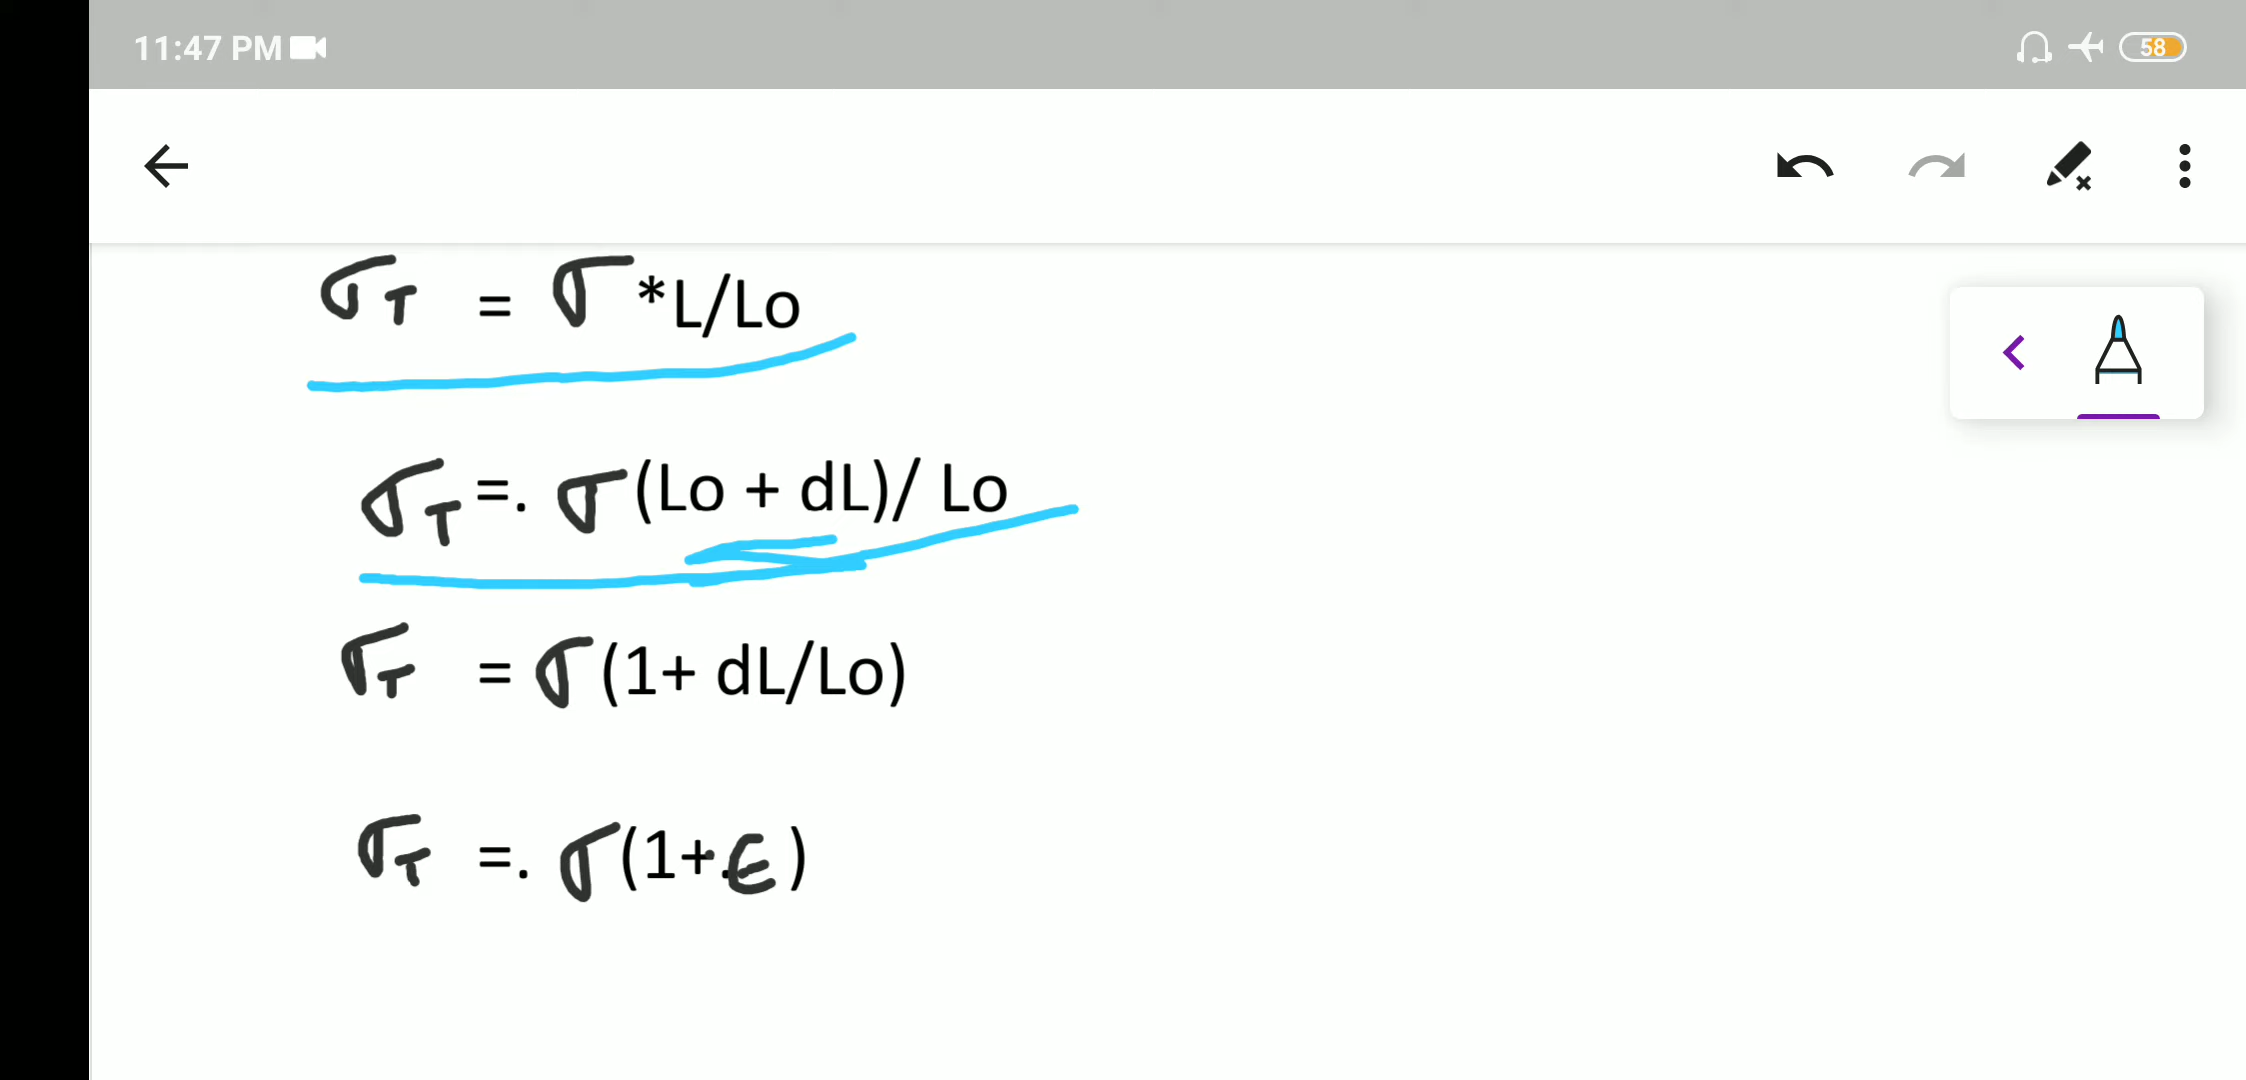 11:47 PM
58
σT = σ*L/Lo
σT =. σ(Lo + dL)/ Lo
σT = σ(1+ dL/Lo)
σT =. σ(1+.ϵ)